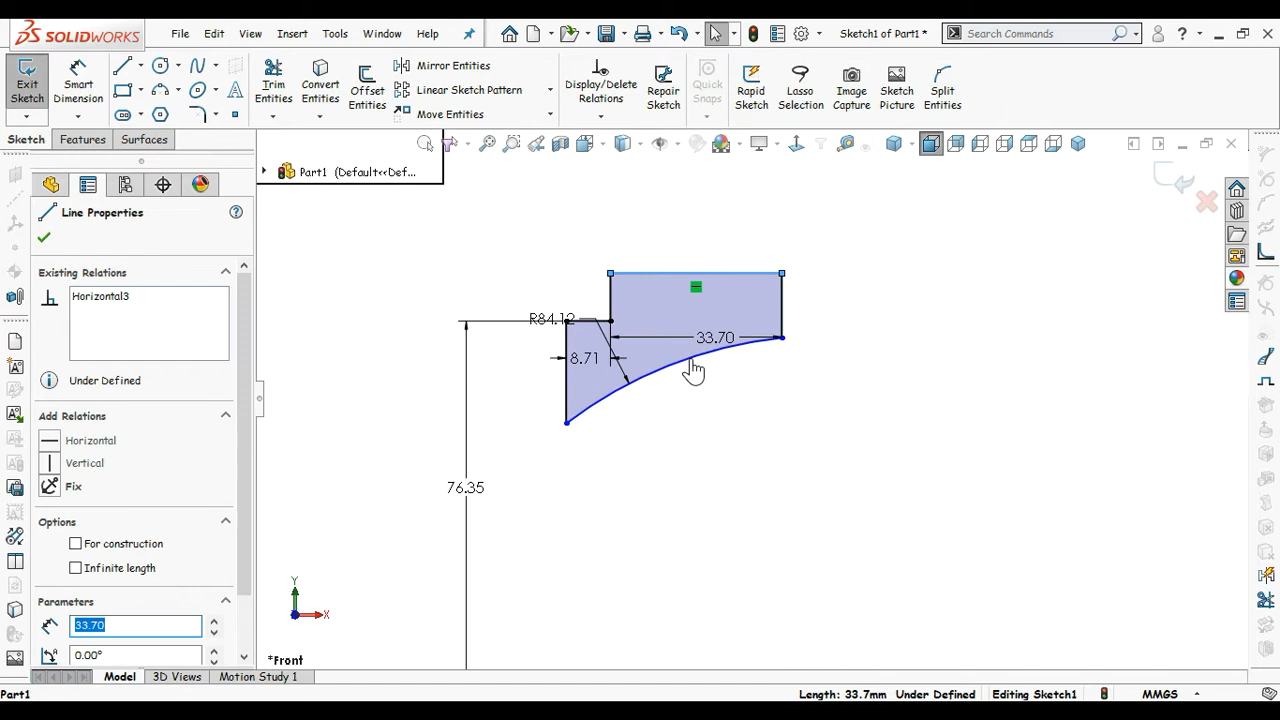 SOLIDWORKS File Edit View Insert Tools Window Help Sketch1 of Part1 * Search Commands
Exit Sketch
Smart Dimension
Trim Entities
Convert Entities
Offset Entities
Mirror Entities
Linear Sketch Pattern
Move Entities
Display/Delete Relations
Repair Sketch
Quick Snaps
Rapid Sketch
Lasso Selection
Image Capture
Sketch Picture
Split Entities
Sketch Features Surfaces
Part1 (Default<<Def...
Line Properties
Existing Relations
Horizontal3
Under Defined
Add Relations
Horizontal
Vertical
Fix
Options
For construction
Infinite length
Parameters
33.70
0.00°
R84.12
33.70
8.71
76.35
Y
X
*Front
Model 3D Views Motion Study 1
Part1 Length: 33.7mm Under Defined Editing Sketch1 MMGS